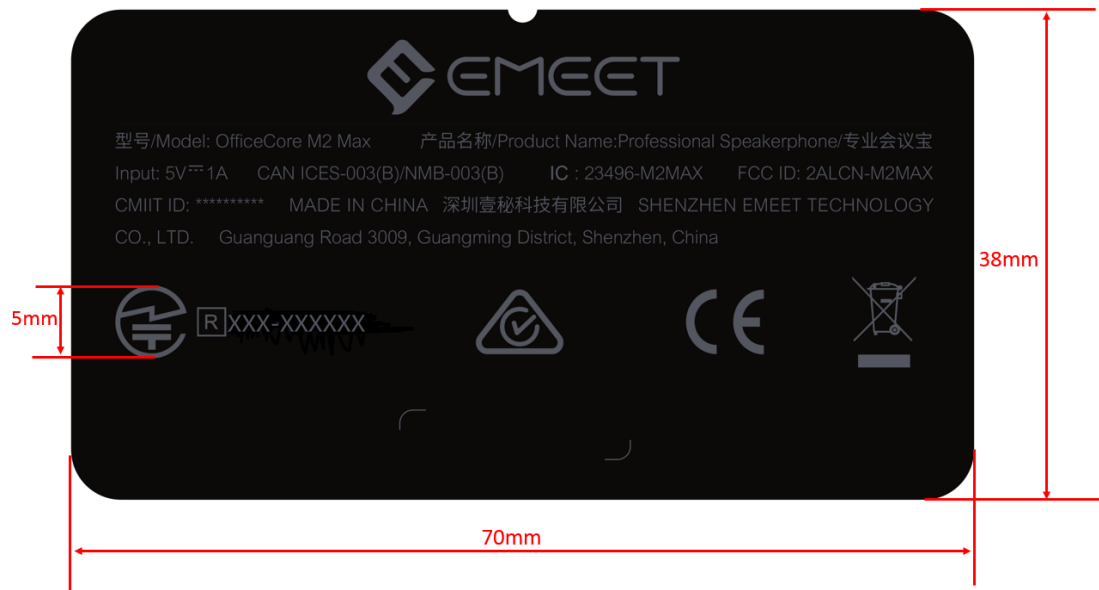 EMEET
型号/Model: OfficeCore M2 Max 产品名称/Product Name:Professional Speakerphone/专业会议宝
Input: 5V⎓1A CAN ICES-003(B)/NMB-003(B) IC : 23496-M2MAX FCC ID: 2ALCN-M2MAX
CMIIT ID: ********** MADE IN CHINA 深圳壹秘科技有限公司 SHENZHEN EMEET TECHNOLOGY
CO., LTD. Guanguang Road 3009, Guangming District, Shenzhen, China
38mm
5mm
R XXX-XXXXXX
CE
70mm